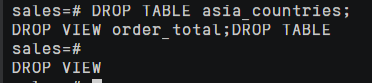 sales=# DROP TABLE asia_countries;
DROP VIEW order_total;DROP TABLE
sales=#
DROP VIEW